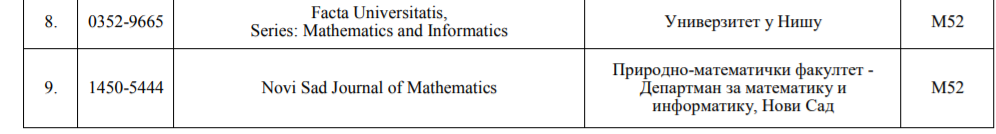 8. 0352-9665 Facta Universitatis,
Series: Mathematics and Informatics Универзитет у Нишу M52
9. 1450-5444 Novi Sad Journal of Mathematics Природно-математички факултет -
Департман за математику и
информатику, Нови Сад M52